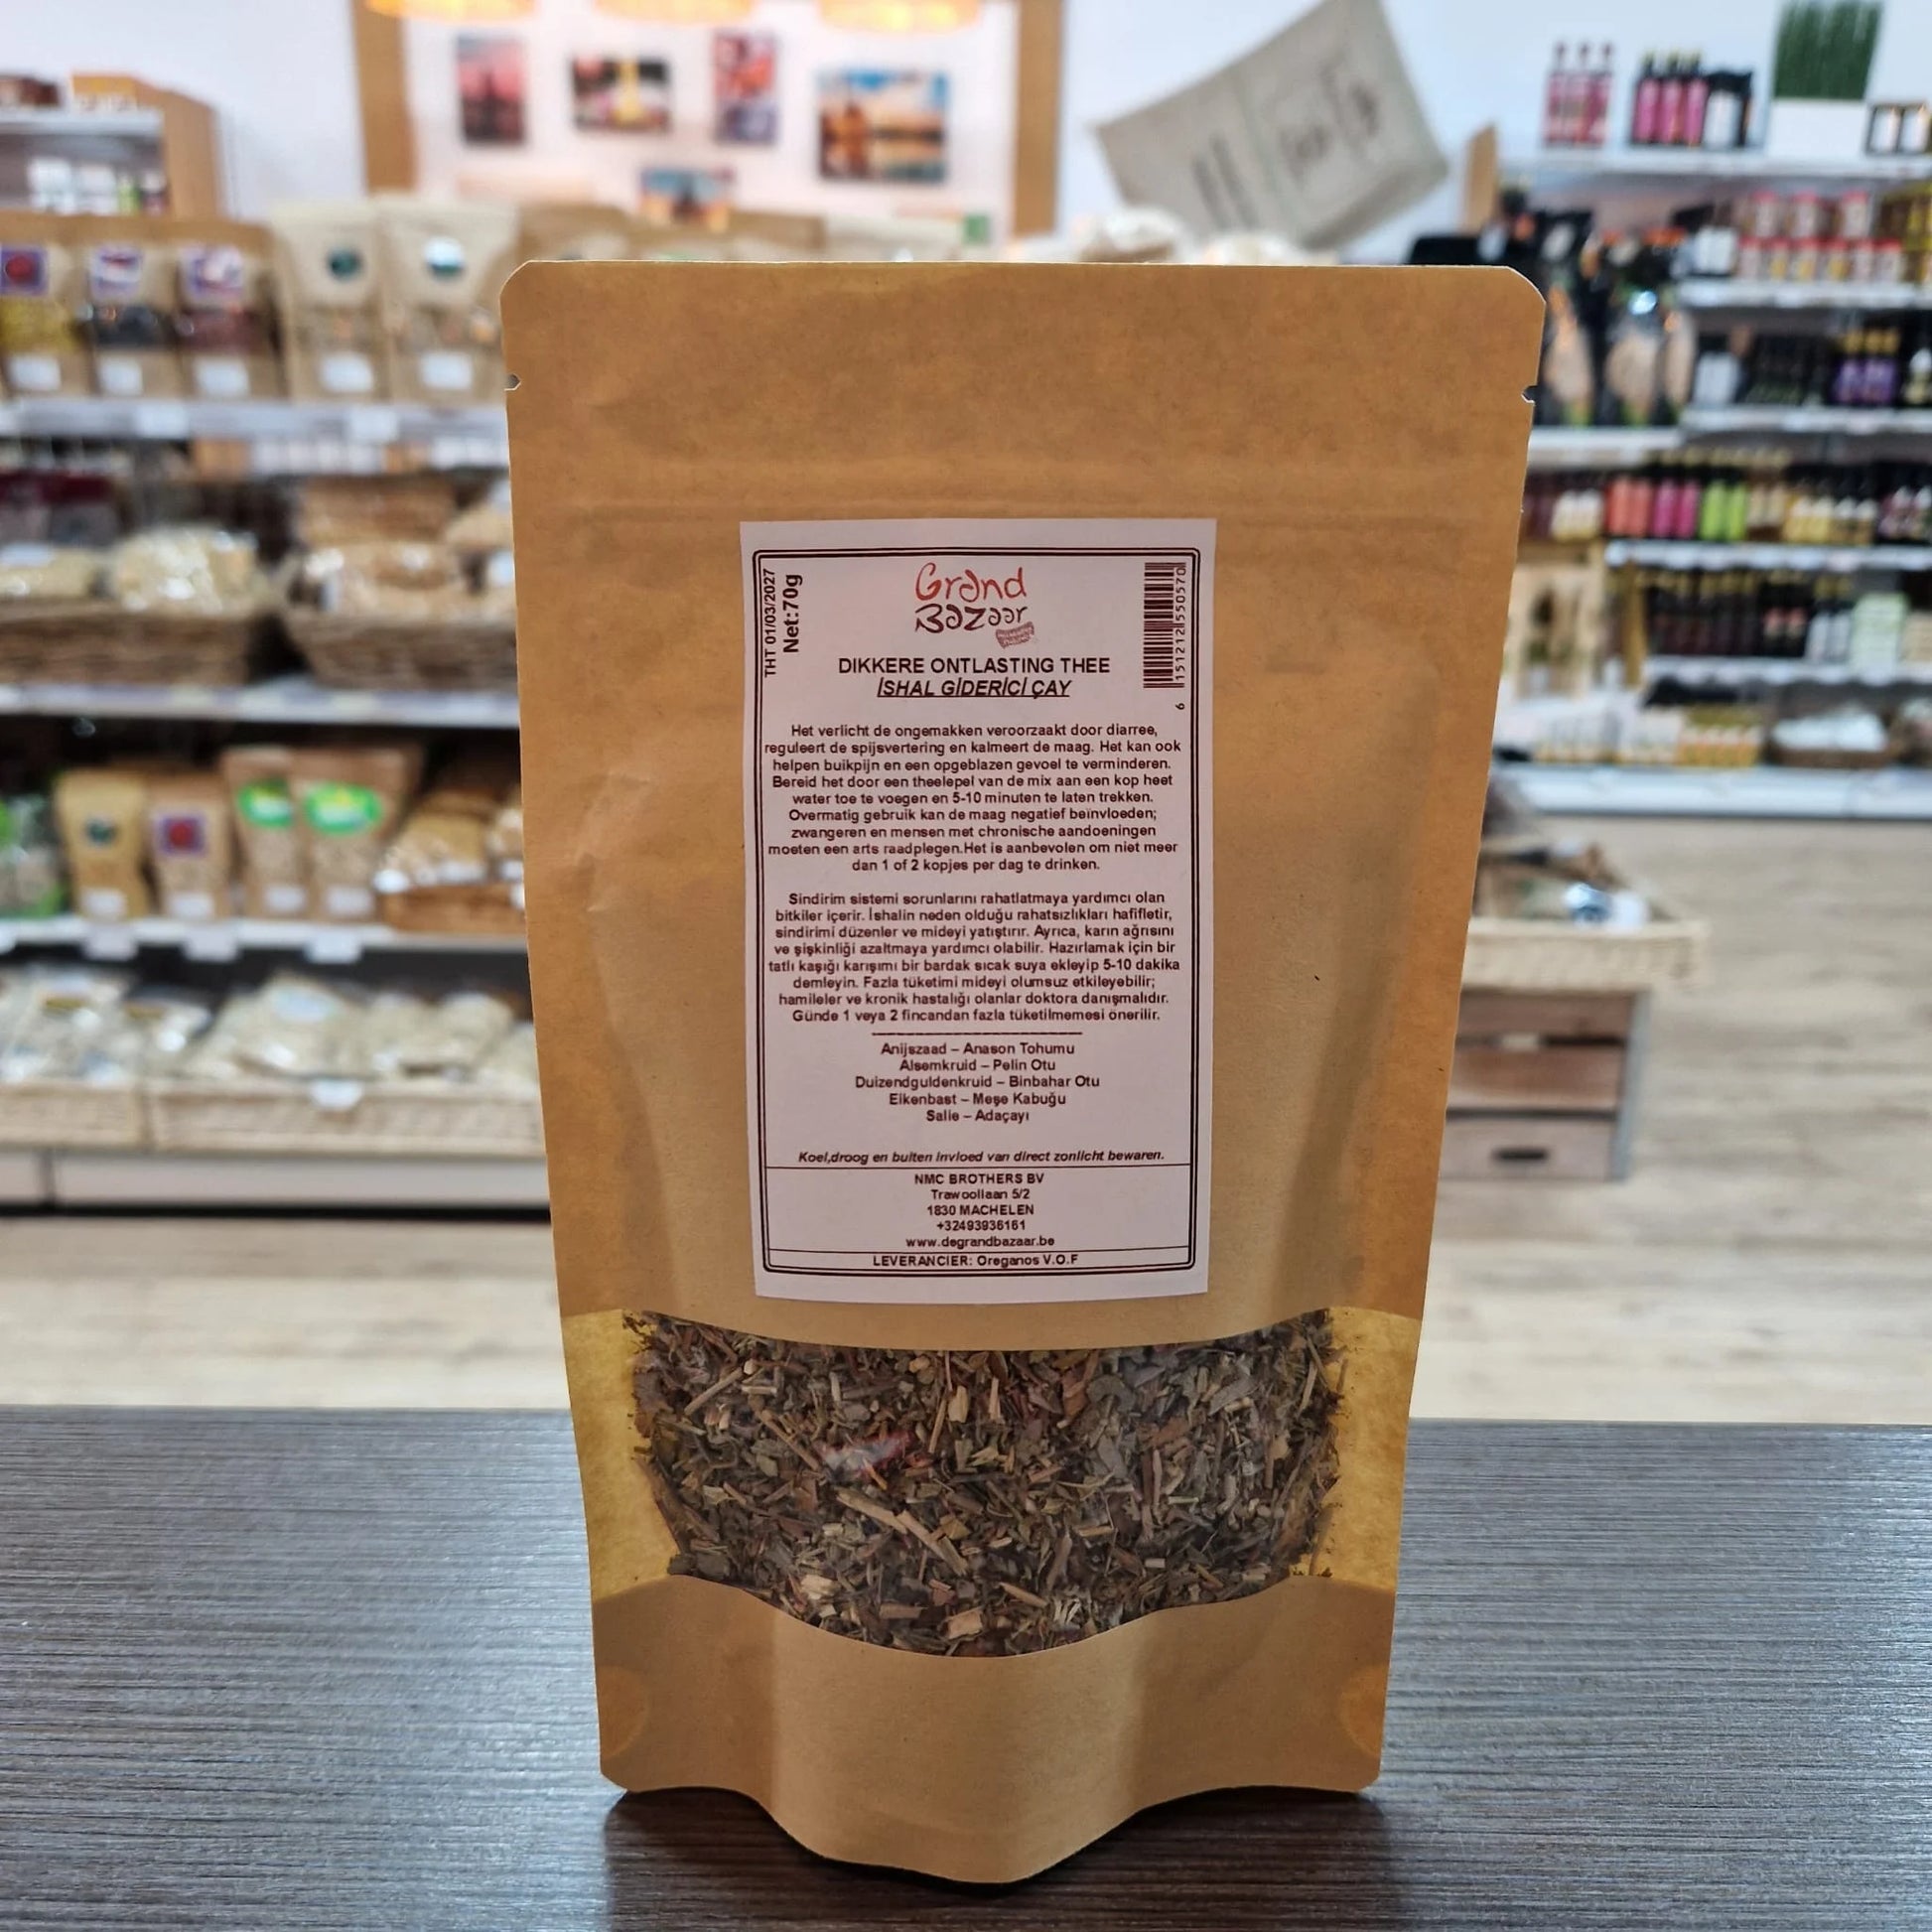 THT 01/03/2027
Net:70g
Grand
Bazaar
6 151212 550570
DIKKERE ONTLASTING THEE
İSHAL GİDERİCİ ÇAY
Het verlicht de ongemakken veroorzaakt door diarree,
reguleert de spijsvertering en kalmeert de maag. Het kan ook
helpen buikpijn en een opgeblazen gevoel te verminderen.
Bereid het door een theelepel van de mix aan een kop heet
water toe te voegen en 5-10 minuten te laten trekken.
Overmatig gebruik kan de maag negatief beïnvloeden;
zwangeren en mensen met chronische aandoeningen
moeten een arts raadplegen.Het is aanbevolen om niet meer
dan 1 of 2 kopjes per dag te drinken.
Sindirim sistemi sorunlarını rahatlatmaya yardımcı olan
bitkiler içerir. İshalin neden olduğu rahatsızlıkları hafifletir,
sindirimi düzenler ve mideyi yatıştırır. Ayrıca, karın ağrısını
ve şişkinliği azaltmaya yardımcı olabilir. Hazırlamak için bir
tatlı kaşığı karışımı bir bardak sıcak suya ekleyip 5-10 dakika
demleyin. Fazla tüketimi mideyi olumsuz etkileyebilir;
hamileler ve kronik hastalığı olanlar doktora danışmalıdır.
Günde 1 veya 2 fincandan fazla tüketilmemesi önerilir.
Anijszaad – Anason Tohumu
Alsemkruid – Pelin Otu
Duizendguldenkruid – Binbahar Otu
Eikenbast – Meşe Kabuğu
Salie – Adaçayı
Koel,droog en buiten invloed van direct zonlicht bewaren.
NMC BROTHERS BV
Trawoollaan 5/2
1830 MACHELEN
+32493936161
www.degrandbazaar.be
LEVERANCIER: Oreganos V.O.F